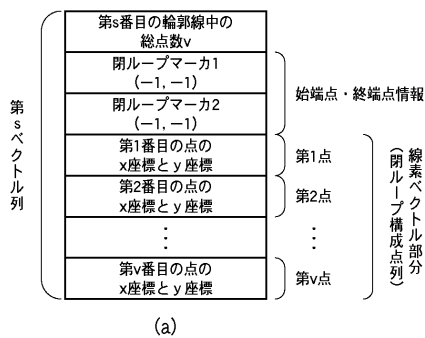 第sベクトル列
第s番目の輪郭線中の
総点数v
閉ループマーカ1
(−1, −1)
閉ループマーカ2
(−1, −1)
始端点・終端点情報
第1番目の点の
x座標とy座標
第1点
第2番目の点の
x座標とy座標
第2点
⋮
⋮
第v番目の点の
x座標とy座標
第v点
線素ベクトル部分
(閉ループ構成点列)
(a)